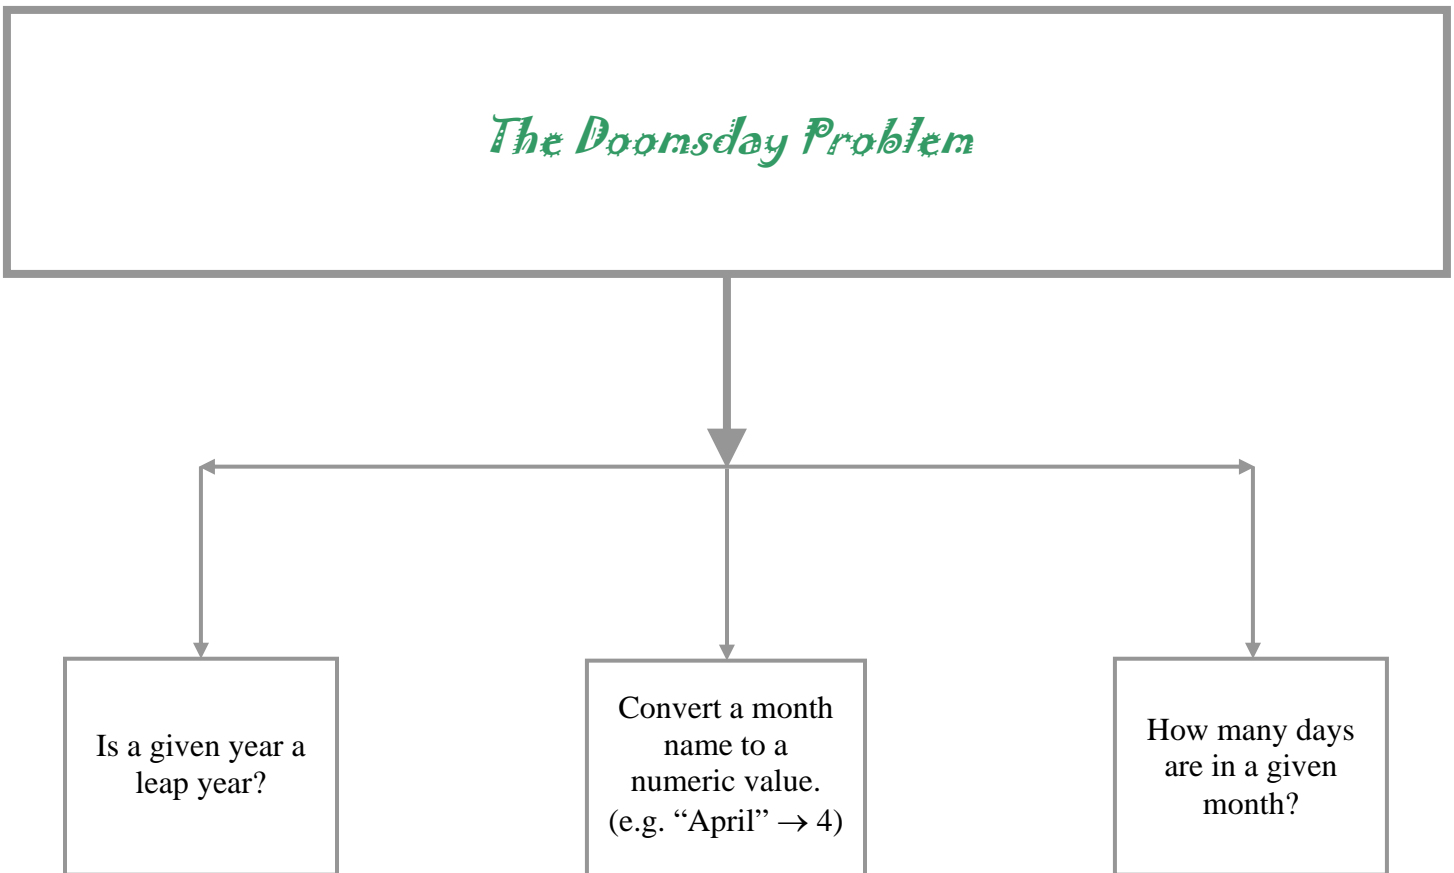 The Doomsday Problem
Is a given year a
leap year?
Convert a month
name to a
numeric value.
(e.g. “April” → 4)
How many days
are in a given
month?